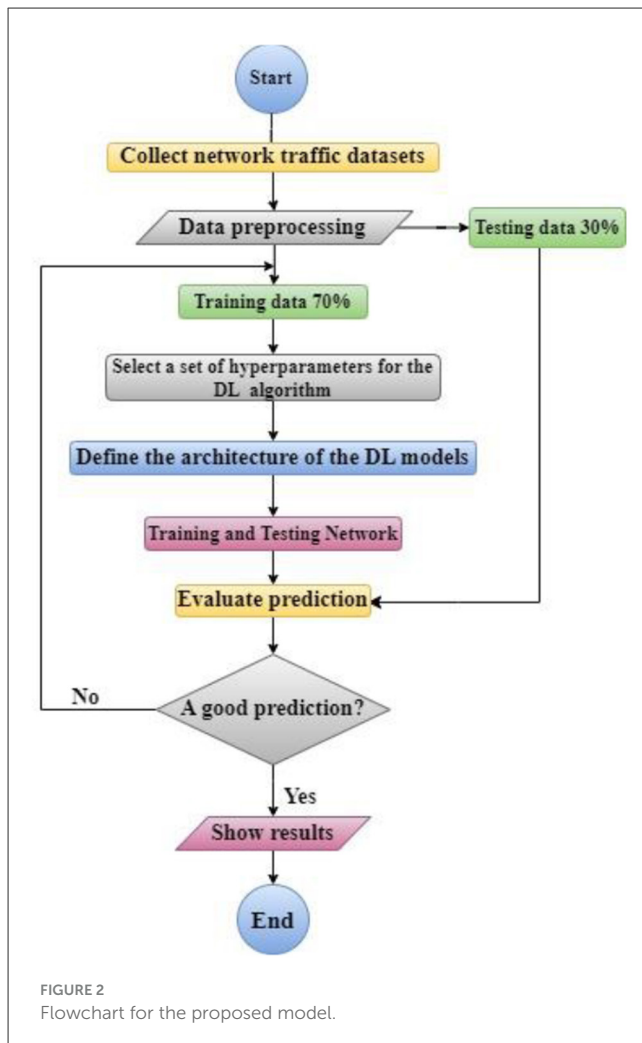 Start
Collect network traffic datasets
Data preprocessing
Testing data 30%
Training data 70%
Select a set of hyperparameters for the
DL algorithm
Define the architecture of the DL models
Training and Testing Network
Evaluate prediction
No
A good prediction?
Yes
Show results
End
FIGURE 2
Flowchart for the proposed model.